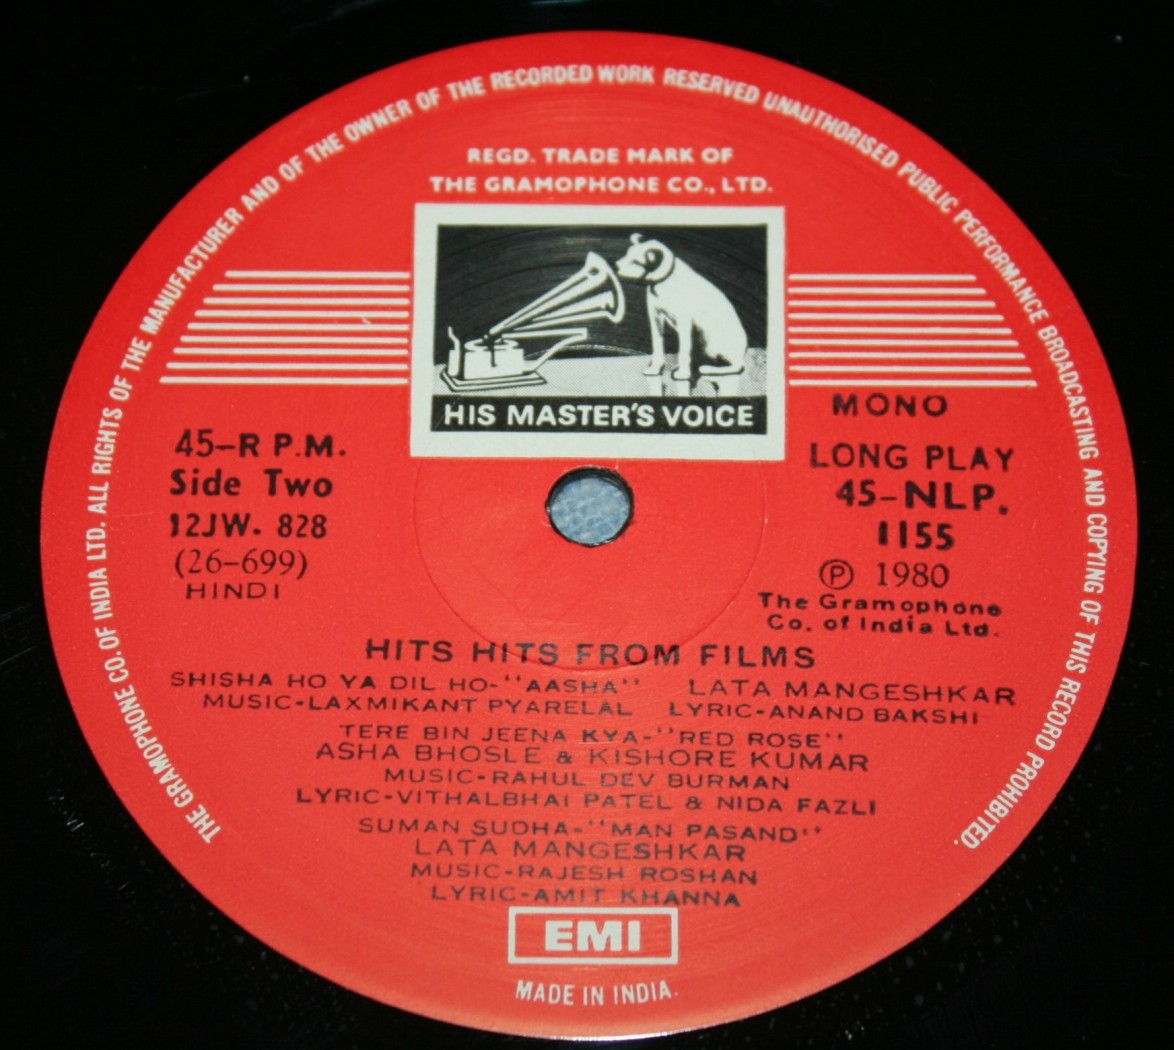 THE GRAMOPHONE CO. OF INDIA LTD. ALL RIGHTS OF THE MANUFACTURER AND OF THE OWNER OF THE RECORDED WORK RESERVED UNAUTHORISED PUBLIC PERFORMANCE BROADCASTING AND COPYING OF THIS RECORD PROHIBITED.
REGD. TRADE MARK OF
THE GRAMOPHONE CO., LTD.
HIS MASTER'S VOICE
45-R P.M.
Side Two
12JW. 828
(26-699)
HINDI
MONO
LONG PLAY
45-NLP.
1155
Ⓟ 1980
The Gramophone
Co. of India Ltd.
HITS HITS FROM FILMS
SHISHA HO YA DIL HO-"AASHA" LATA MANGESHKAR
MUSIC-LAXMIKANT PYARELAL LYRIC-ANAND BAKSHI
TERE BIN JEENA KYA-"RED ROSE"
ASHA BHOSLE & KISHORE KUMAR
MUSIC-RAHUL DEV BURMAN
LYRIC-VITHALBHAI PATEL & NIDA FAZLI
SUMAN SUDHA-"MAN PASAND"
LATA MANGESHKAR
MUSIC-RAJESH ROSHAN
LYRIC-AMIT KHANNA
EMI
MADE IN INDIA.